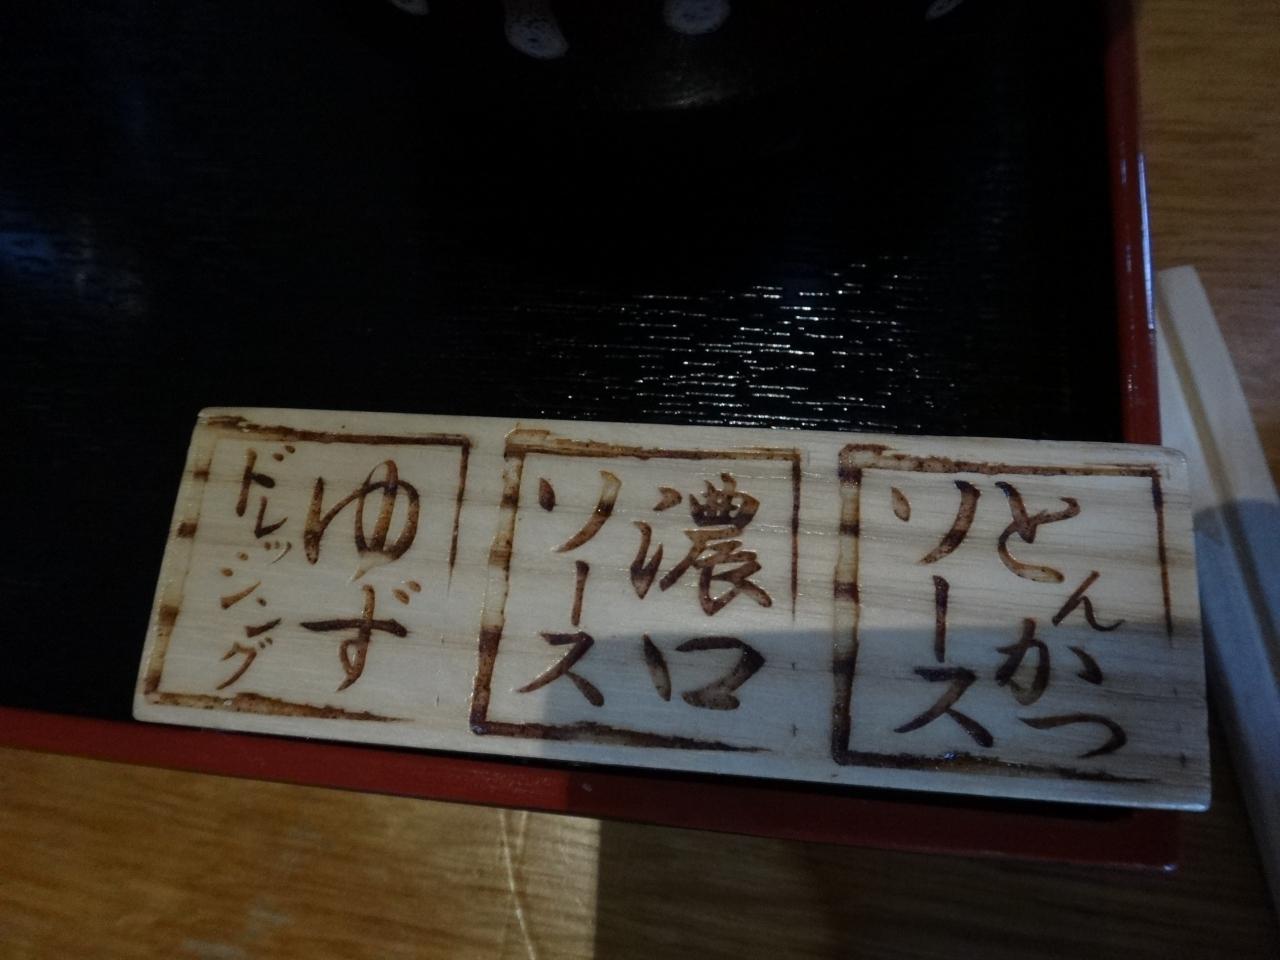 とんかつ
ソース
濃口
ソース
ゆず
ドレッシング